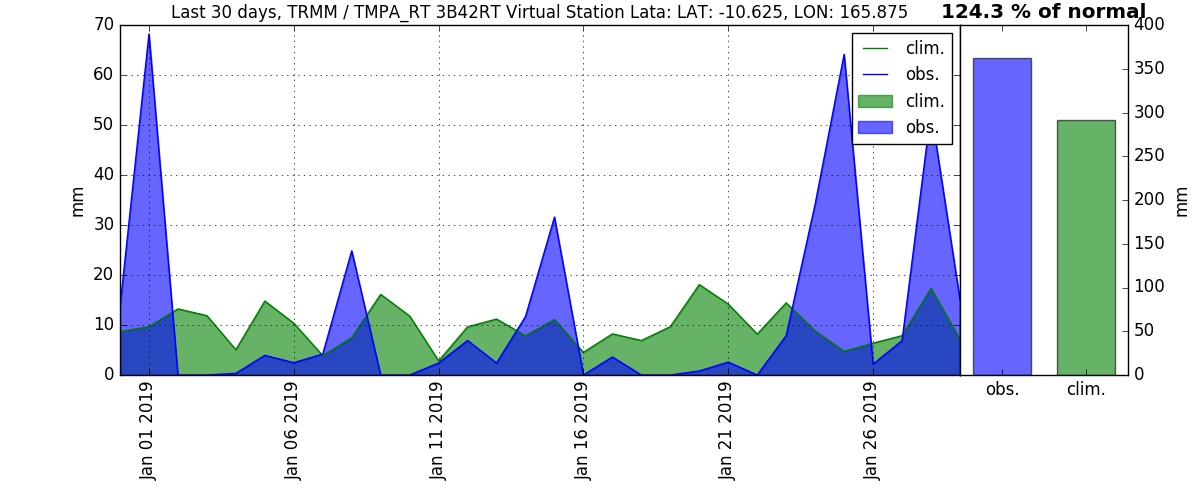 Last 30 days, TRMM / TMPA_RT 3B42RT Virtual Station Lata: LAT: -10.625, LON: 165.875
124.3 % of normal
70
60
50
40
30
20
10
0
mm
clim.
obs.
clim.
obs.
400
350
300
250
200
150
100
50
0
mm
Jan 01 2019
Jan 06 2019
Jan 11 2019
Jan 16 2019
Jan 21 2019
Jan 26 2019
obs.
clim.